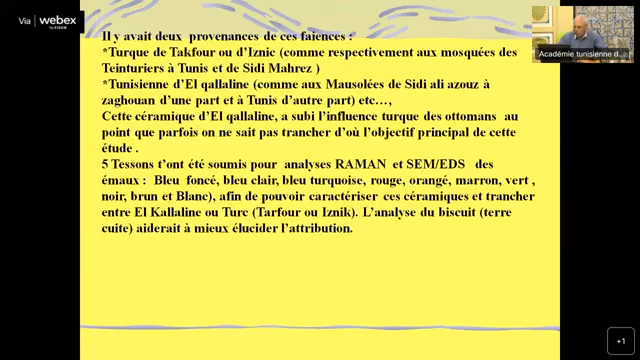 Via webex
by CISCO
Académie tunisienne d...
Il y avait deux provenances de ces faïences :
*Turque de Takfour ou d'Iznic (comme respectivement aux mosquées des
Teinturiers à Tunis et de Sidi Mahrez )
*Tunisienne d'El qallaline (comme aux Mausolées de Sidi ali azouz à
zaghouan d'une part et à Tunis d'autre part) etc…,
Cette céramique d'El qallaline, a subi l'influence turque des ottomans au
point que parfois on ne sait pas trancher d'où l'objectif principal de cette
étude .
5 Tessons t'ont été soumis pour analyses RAMAN et SEM/EDS des
émaux : Bleu foncé, bleu clair, bleu turquoise, rouge, orangé, marron, vert ,
noir, brun et Blanc), afin de pouvoir caractériser ces céramiques et trancher
entre El Kallaline ou Turc (Tarfour ou Iznik). L'analyse du biscuit (terre
cuite) aiderait à mieux élucider l'attribution.
+1